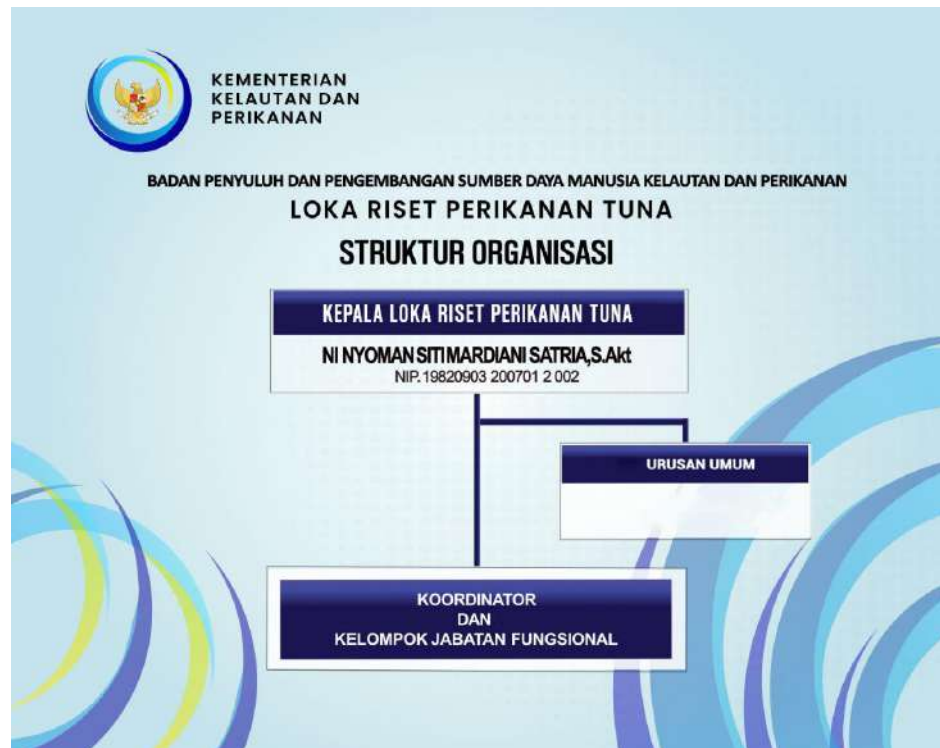 KEMENTERIAN
KELAUTAN DAN
PERIKANAN
BADAN PENYULUH DAN PENGEMBANGAN SUMBER DAYA MANUSIA KELAUTAN DAN PERIKANAN
LOKA RISET PERIKANAN TUNA
STRUKTUR ORGANISASI
KEPALA LOKA RISET PERIKANAN TUNA
NI NYOMAN SITI MARDIANI SATRIA,S.Akt
NIP. 19820903 200701 2 002
URUSAN UMUM
KOORDINATOR
DAN
KELOMPOK JABATAN FUNGSIONAL